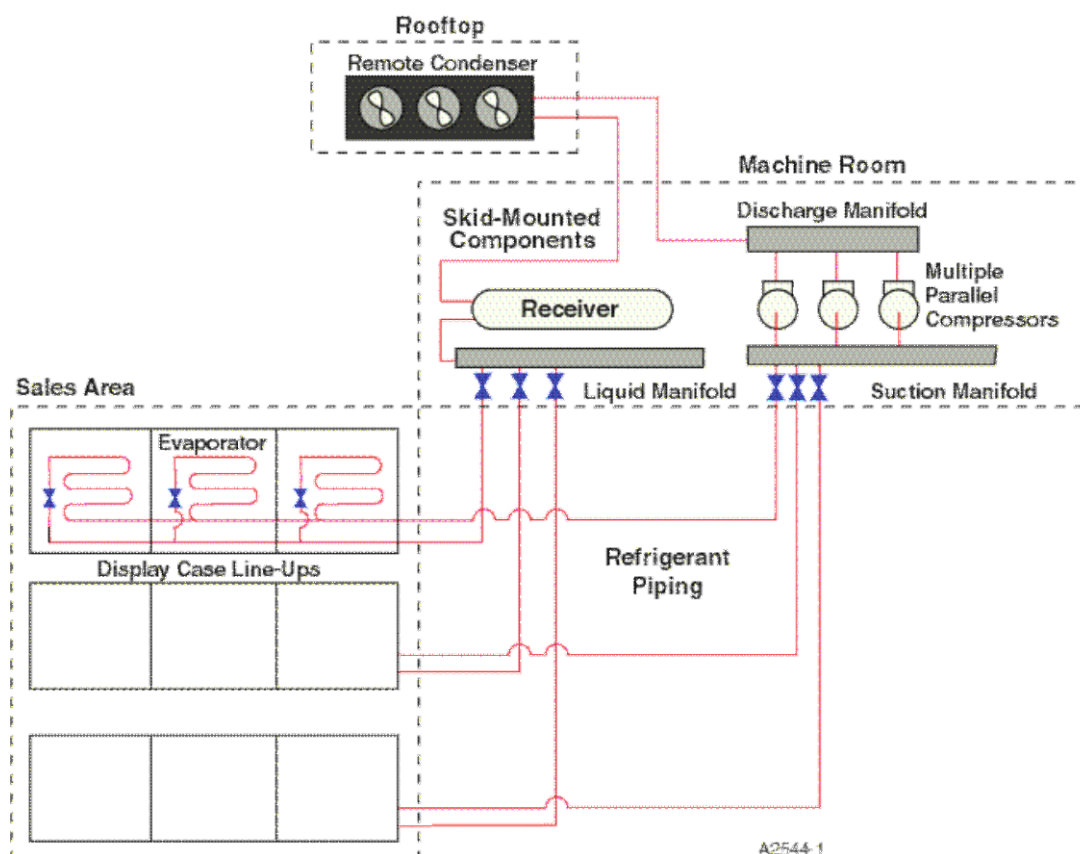 Rooftop
Remote Condenser
Machine Room
Skid-Mounted
Components
Discharge Manifold
Multiple
Parallel
Compressors
Receiver
Liquid Manifold
Suction Manifold
Sales Area
Evaporator
Display Case Line-Ups
Refrigerant
Piping
A2544-1